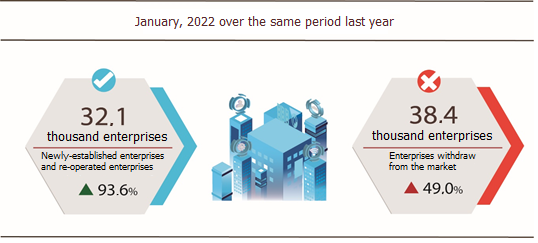 January, 2022 over the same period last year
32.1
thousand enterprises
Newly-established enterprises
and re-operated enterprises
▲ 93.6%
38.4
thousand enterprises
Enterprises withdraw
from the market
▲ 49.0%